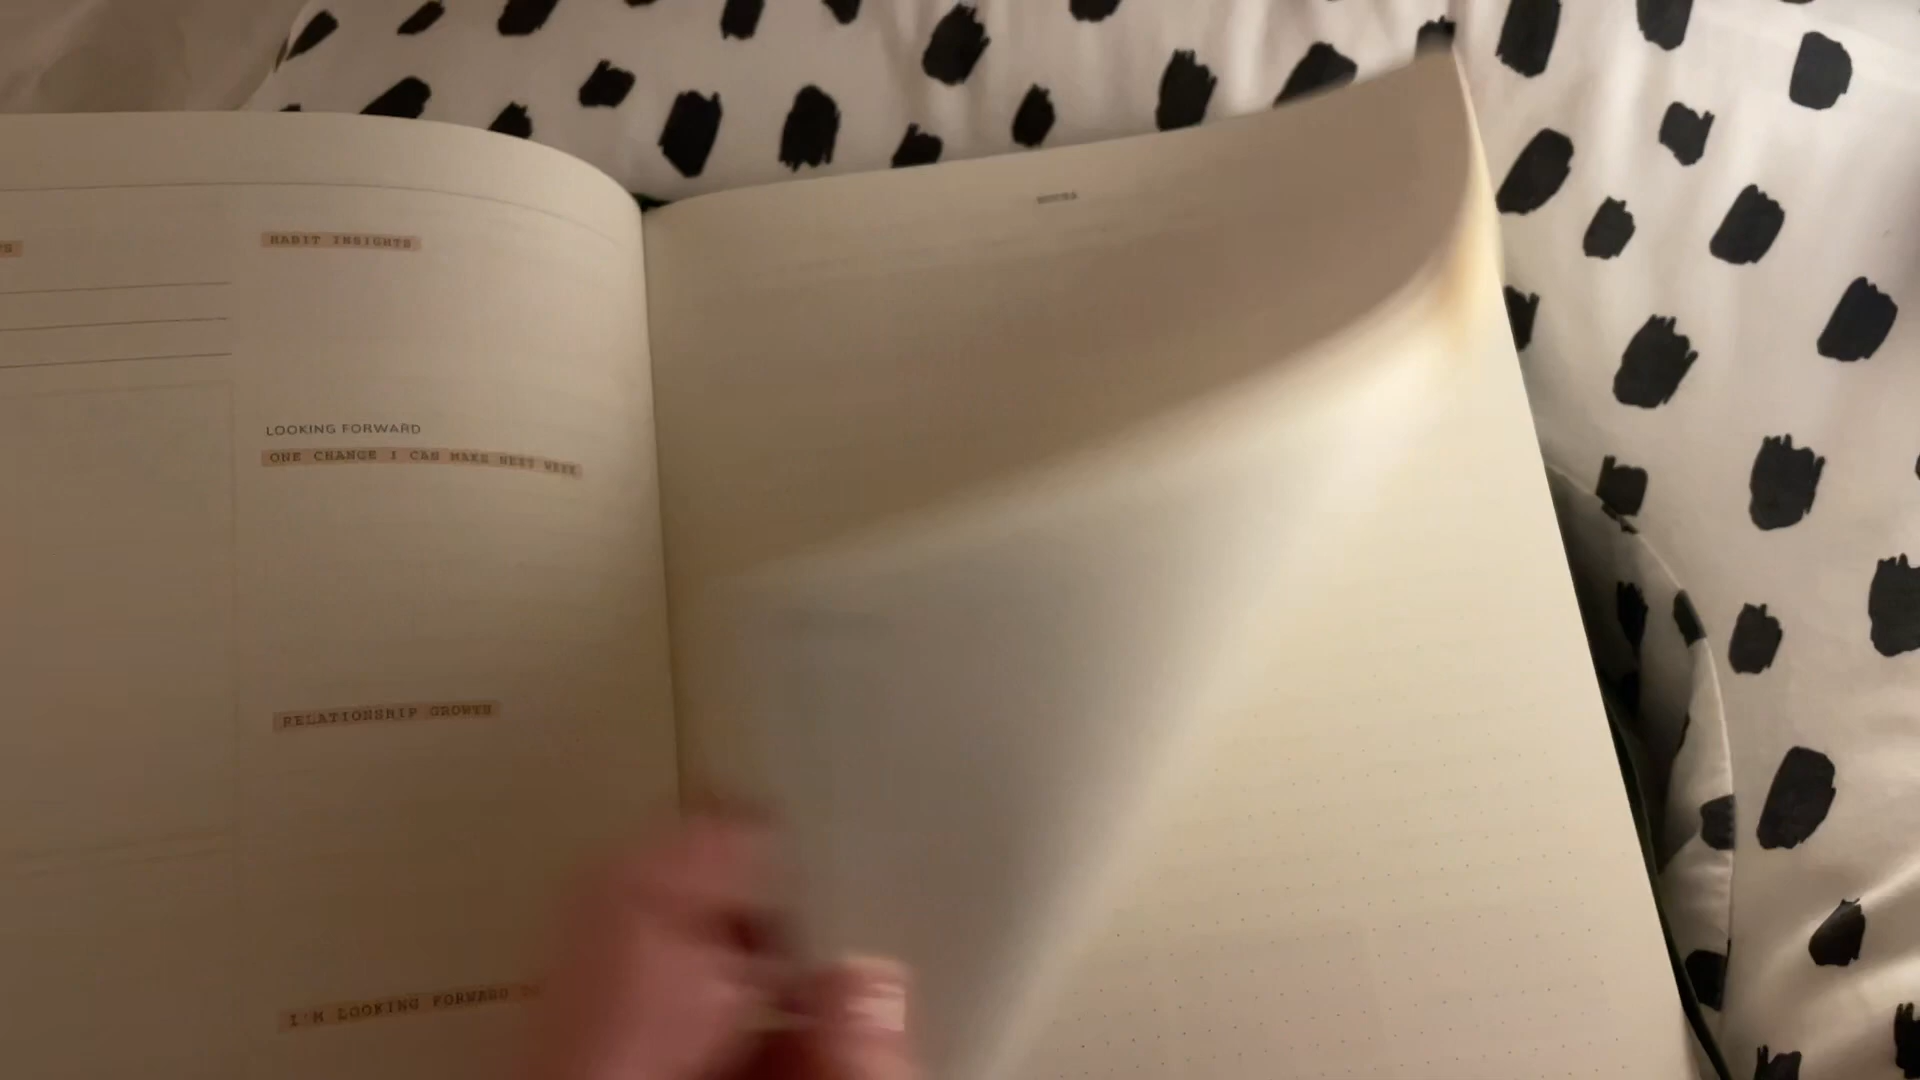 HABIT INSIGHTS
LOOKING FORWARD
ONE CHANGE I CAN MAKE NEXT WEEK
RELATIONSHIP GROWTH
I'M LOOKING FORWARD